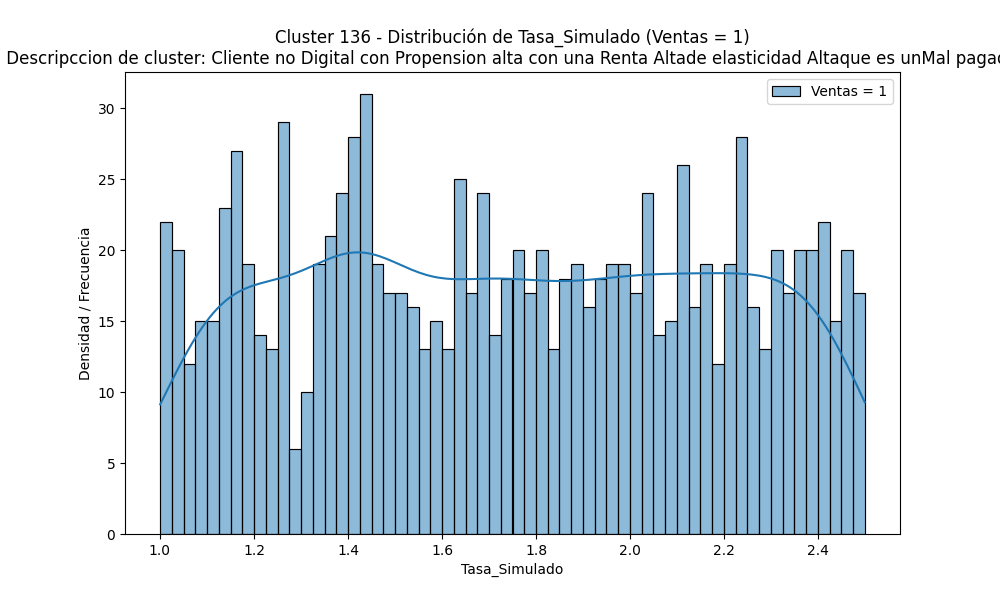 Cluster 136 - Distribución de Tasa_Simulado (Ventas = 1)
Descripccion de cluster: Cliente no Digital con Propension alta con una Renta Altade elasticidad Altaque es unMal pagad
Ventas = 1
Densidad / Frecuencia
30
25
20
15
10
5
0
1.0 1.2 1.4 1.6 1.8 2.0 2.2 2.4
Tasa_Simulado